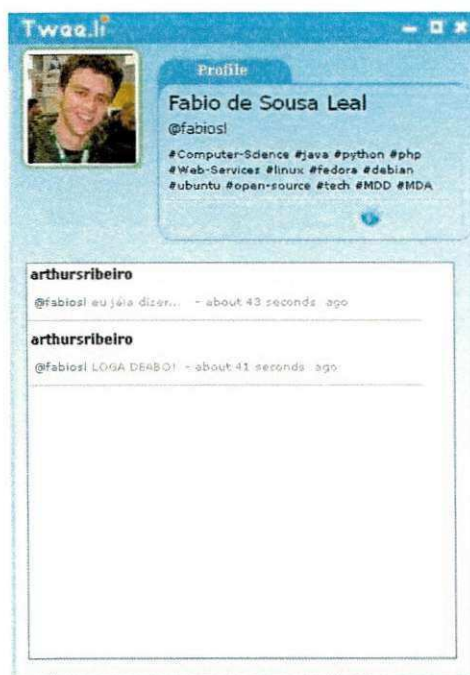 Twaa.li
Profile
Fabio de Sousa Leal
@fabiosl
#Computer-Science #java #python #php
#Web-Services #linux #fedora #debian
#ubuntu #open-source #tech #MDD #MDA
arthursribeiro
@fabiosl eu jéia dizer... - about 43 seconds ago
arthursribeiro
@fabiosl LOGA DEABO! - about 41 seconds ago